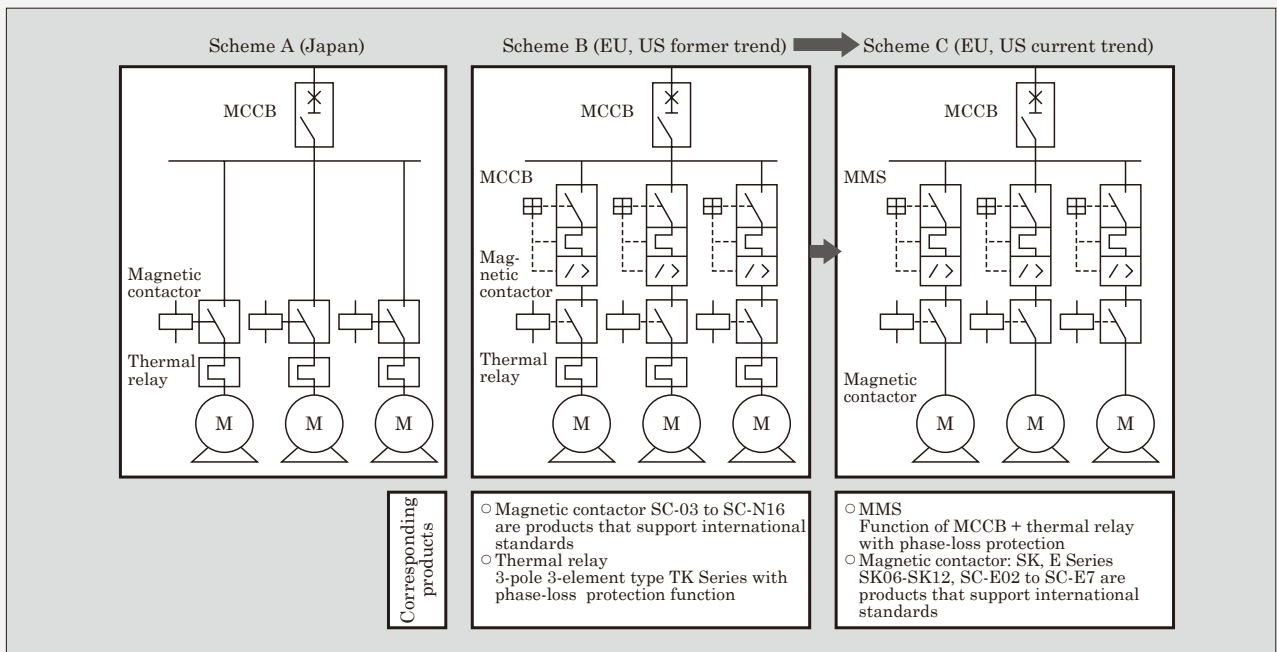 Scheme A (Japan)
MCCB
Magnetic
contactor
Thermal
relay
M
M
M
Scheme B (EU, US former trend)
MCCB
MCCB
Mag-
netic
contactor
Thermal
relay
M
M
M
Scheme C (EU, US current trend)
MCCB
MMS
Magnetic
contactor
M
M
M
Corresponding
products
○ Magnetic contactor SC-03 to SC-N16
are products that support international
standards
○ Thermal relay
3-pole 3-element type TK Series with
phase-loss protection function
○ MMS
Function of MCCB + thermal relay
with phase-loss protection
○ Magnetic contactor: SK, E Series
SK06-SK12, SC-E02 to SC-E7 are
products that support international
standards